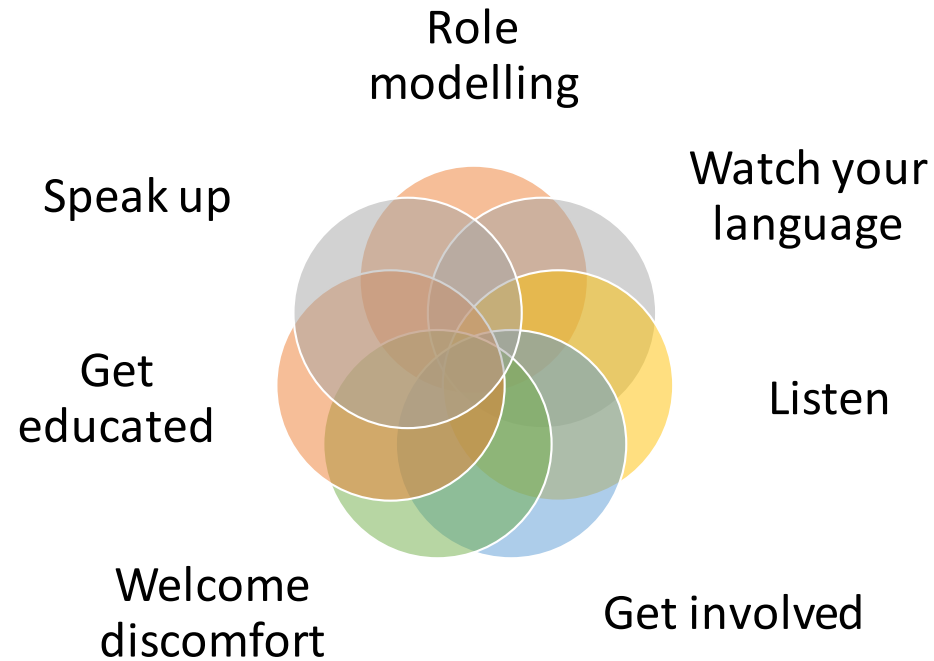 Role
modelling
Watch your
language
Listen
Get involved
Welcome
discomfort
Get
educated
Speak up